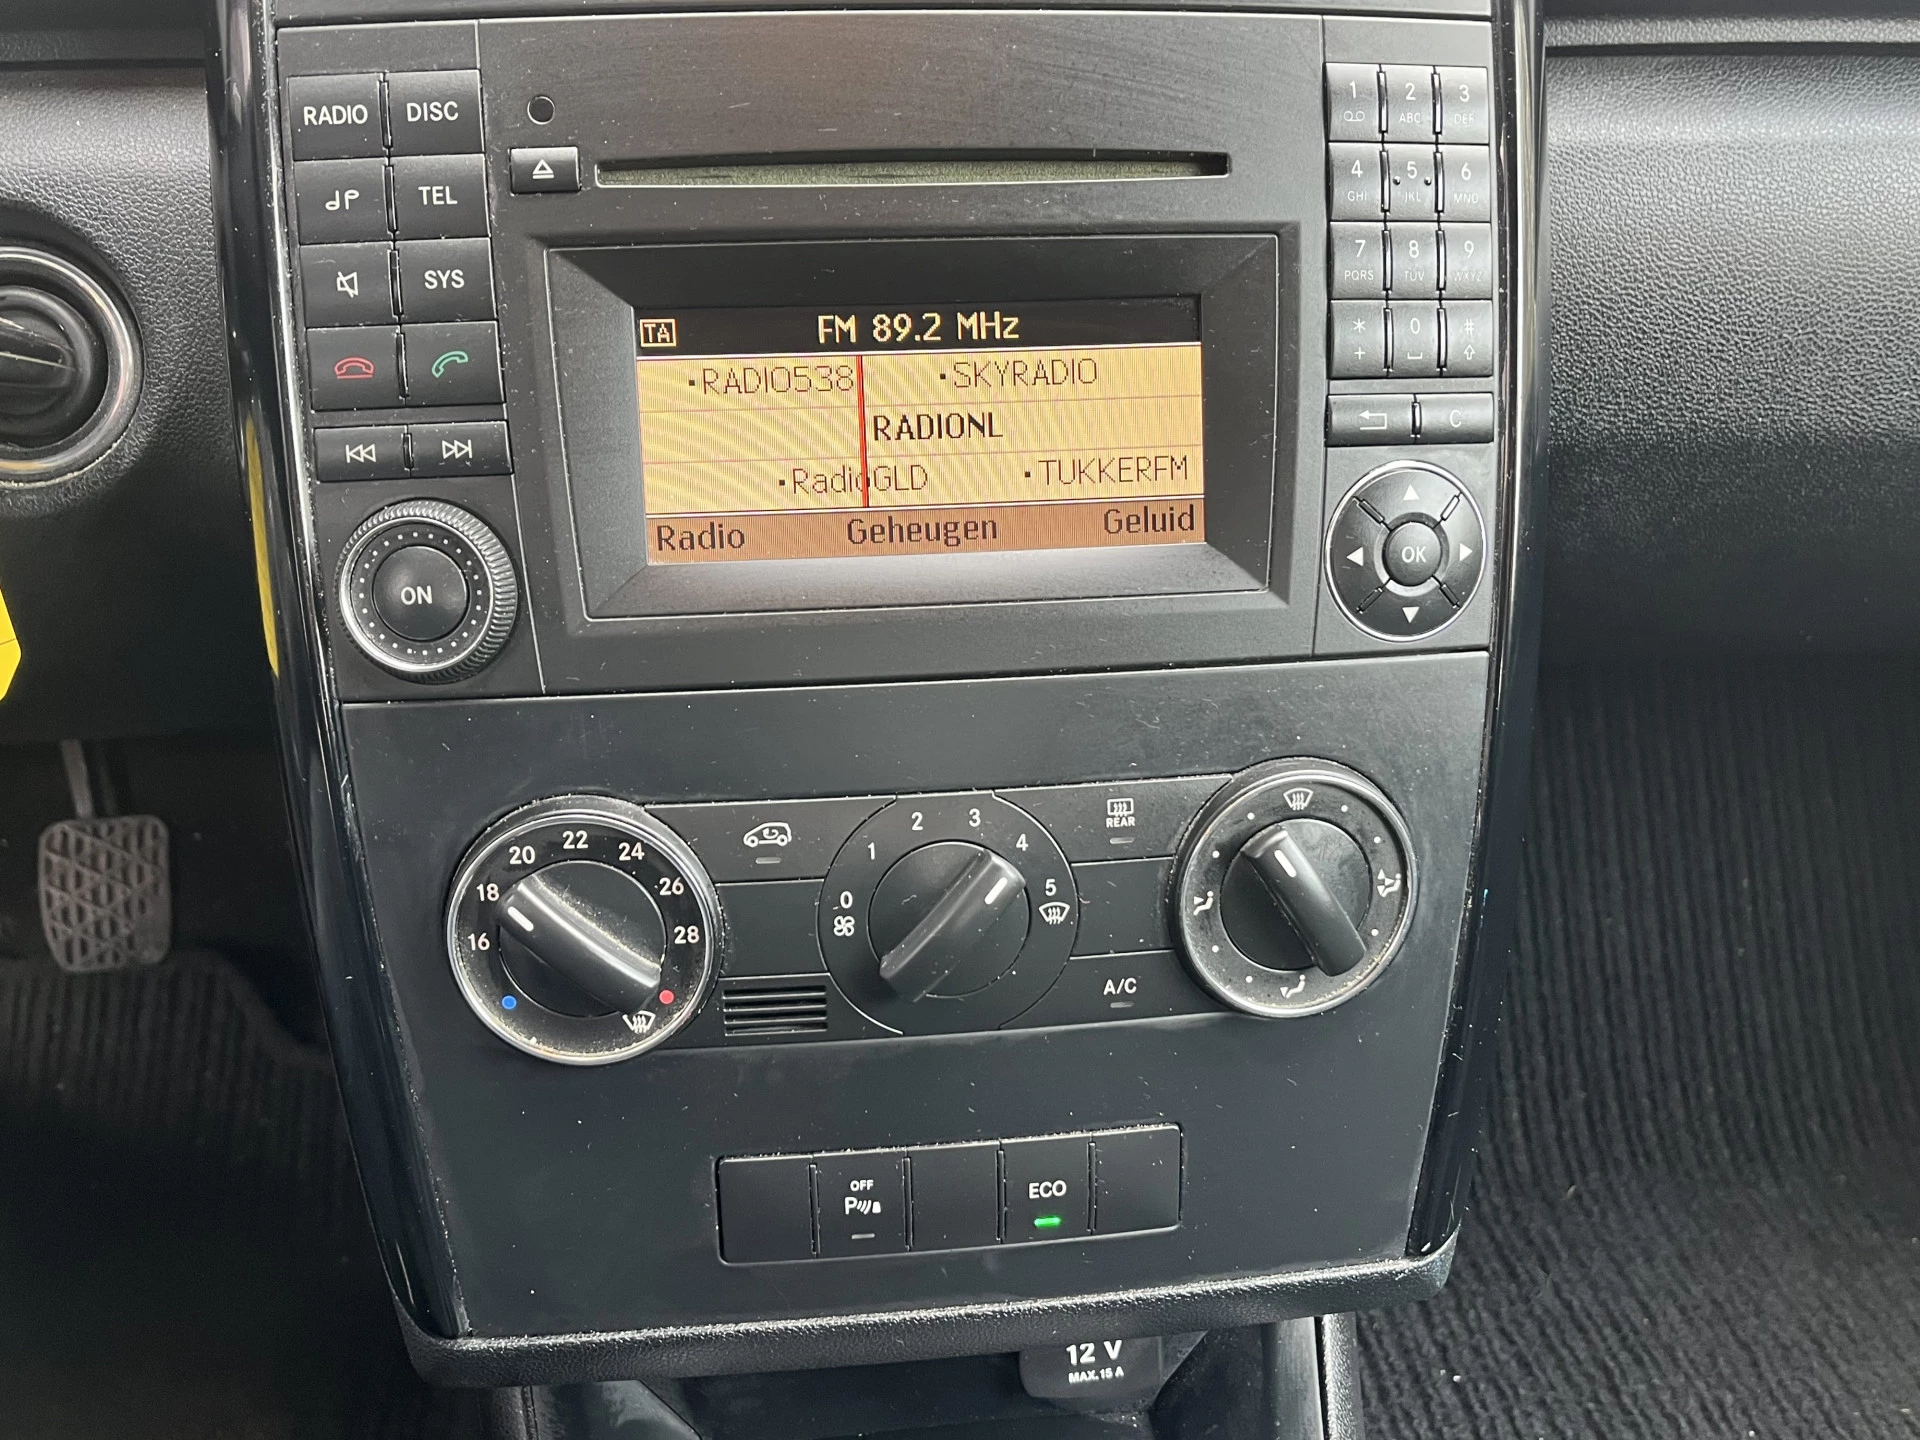 RADIO DISC
TEL
SYS
ON
TA FM 89.2 MHz
·RADIO538 ·SKYRADIO
RADIONL
·RadioGLD ·TUKKERFM
Radio Geheugen Geluid
1 2 3
ABC DEF
4 5 6
GHI JKL MNO
7 8 9
PQRS TUV WXYZ
* 0 #
+
C
OK
16 18 20 22 24 26 28
0 1 2 3 4 5
REAR
A/C
OFF
P
ECO
12 V
MAX. 15 A